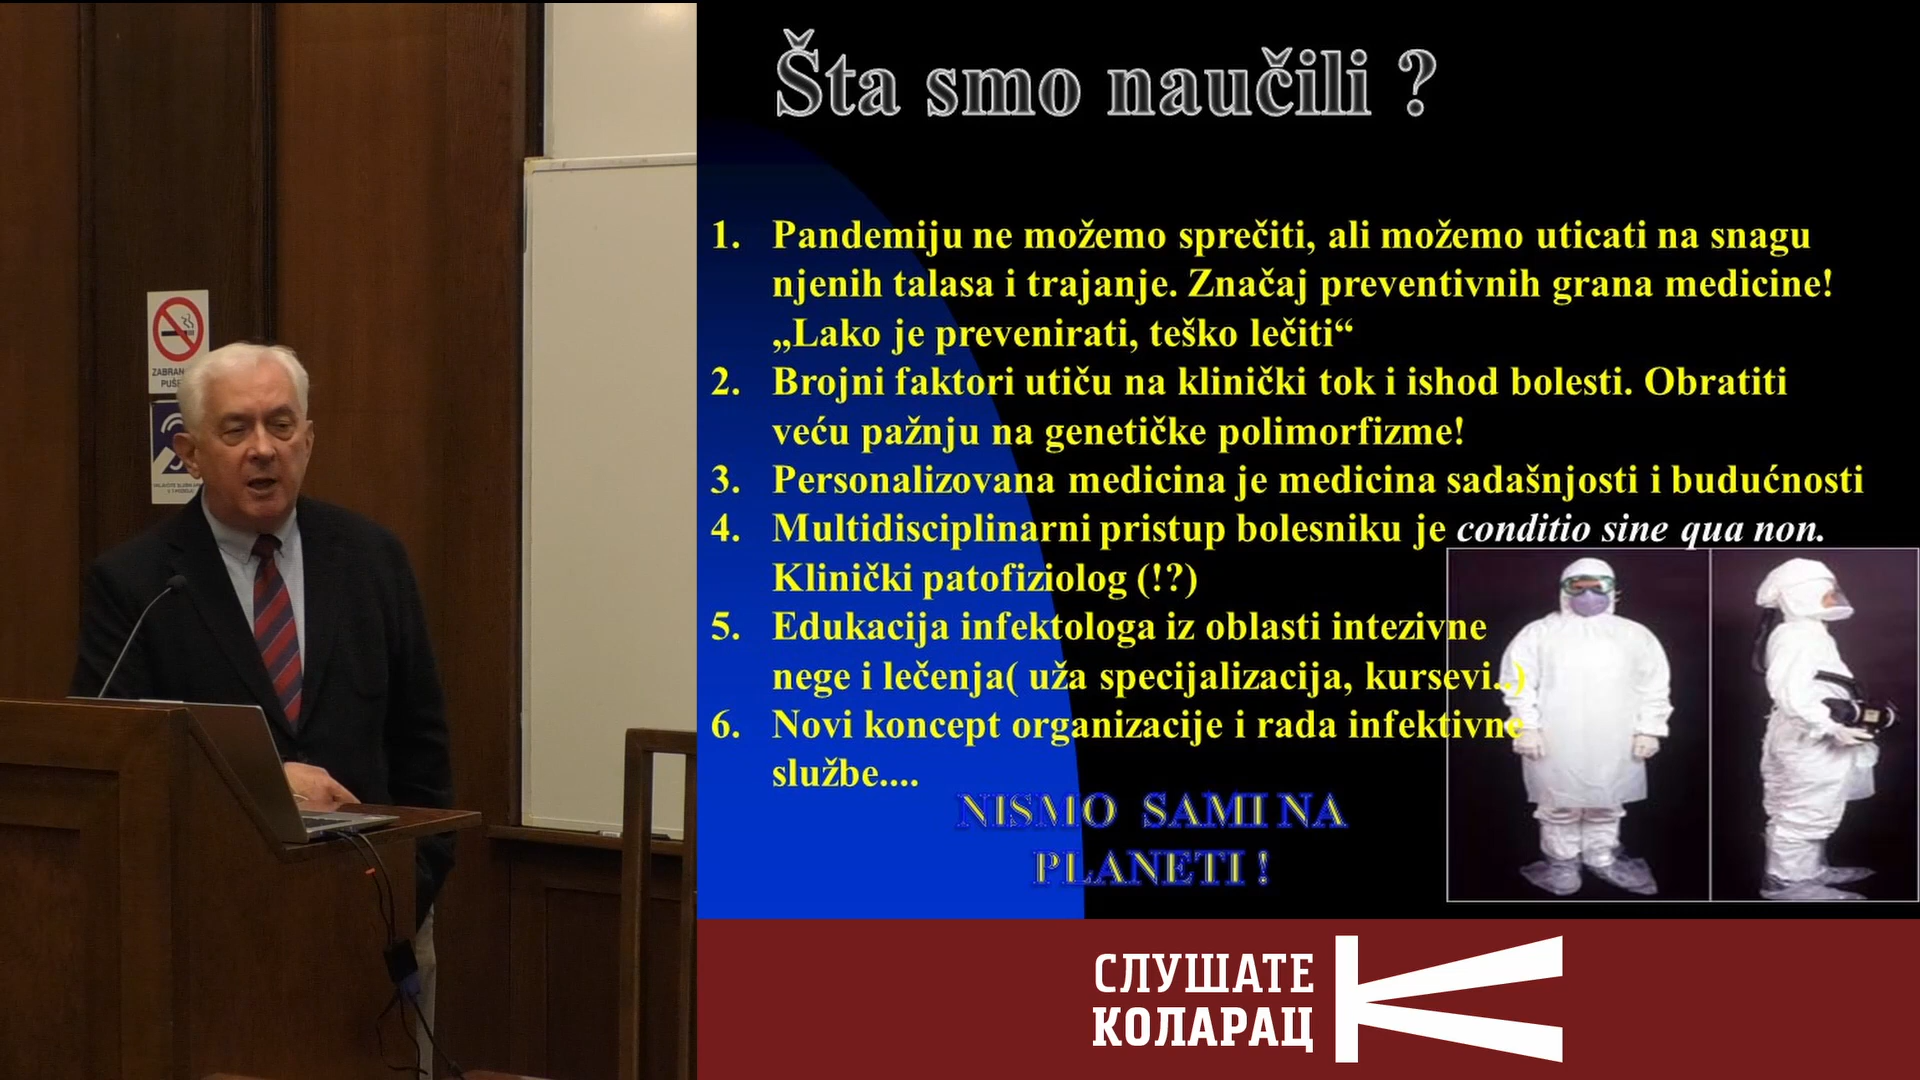 Šta smo naučili ?
1. Pandemiju ne možemo sprečiti, ali možemo uticati na snagu
njenih talasa i trajanje. Značaj preventivnih grana medicine!
„Lako je prevenirati, teško lečiti“
2. Brojni faktori utiču na klinički tok i ishod bolesti. Obratiti
veću pažnju na genetičke polimorfizme!
3. Personalizovana medicina je medicina sadašnjosti i budućnosti
4. Multidisciplinarni pristup bolesniku je conditio sine qua non.
Klinički patofiziolog (!?)
5. Edukacija infektologa iz oblasti intezivne
nege i lečenja( uža specijalizacija, kursevi..)
6. Novi koncept organizacije i rada infektivne
službe....
NISMO SAMI NA
PLANETI !
СЛУШАТЕ
КОЛАРАЦ